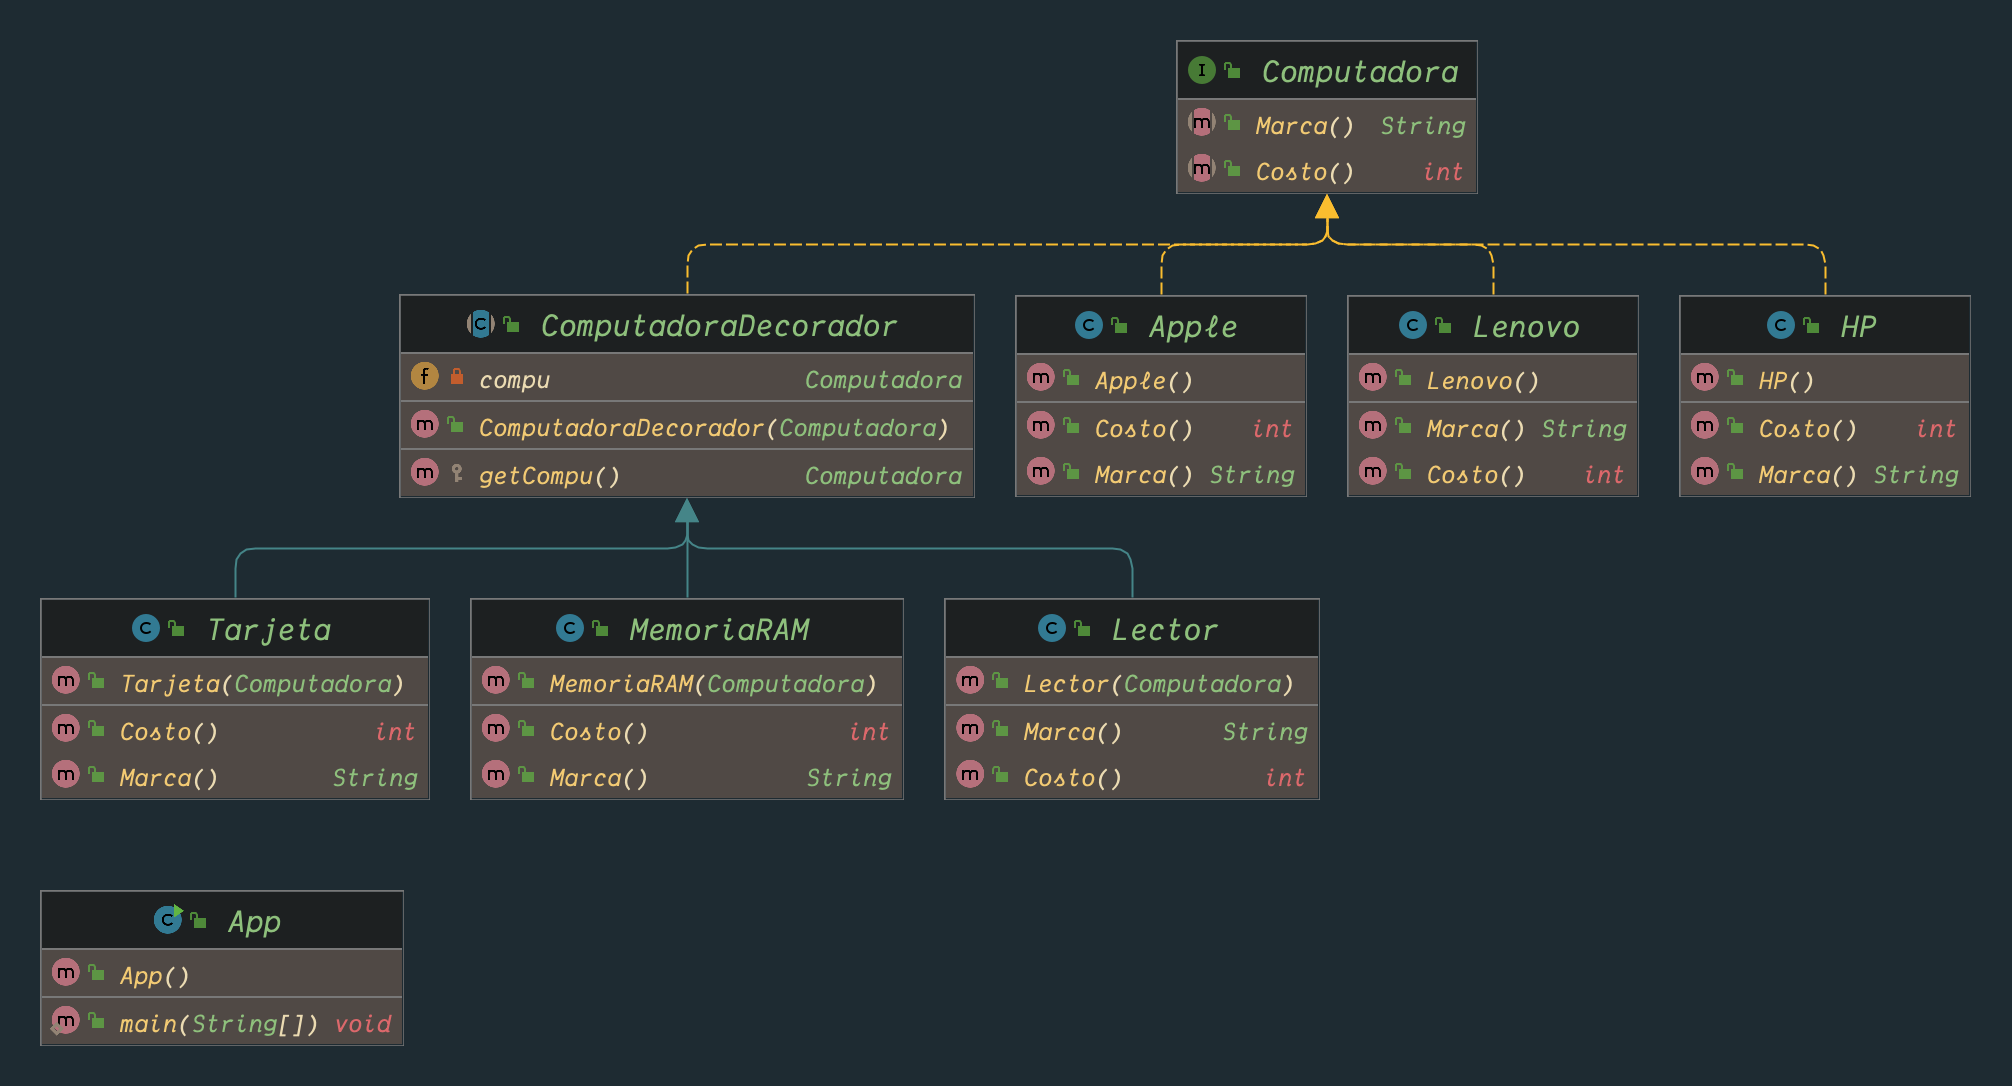 Computadora
Marca() String
Costo() int
ComputadoraDecorador
compu Computadora
ComputadoraDecorador(Computadora)
getCompu() Computadora
Apple
Apple()
Costo() int
Marca() String
Lenovo
Lenovo()
Marca() String
Costo() int
HP
HP()
Costo() int
Marca() String
Tarjeta
Tarjeta(Computadora)
Costo() int
Marca() String
MemoriaRAM
MemoriaRAM(Computadora)
Costo() int
Marca() String
Lector
Lector(Computadora)
Marca() String
Costo() int
App
App()
main(String[]) void